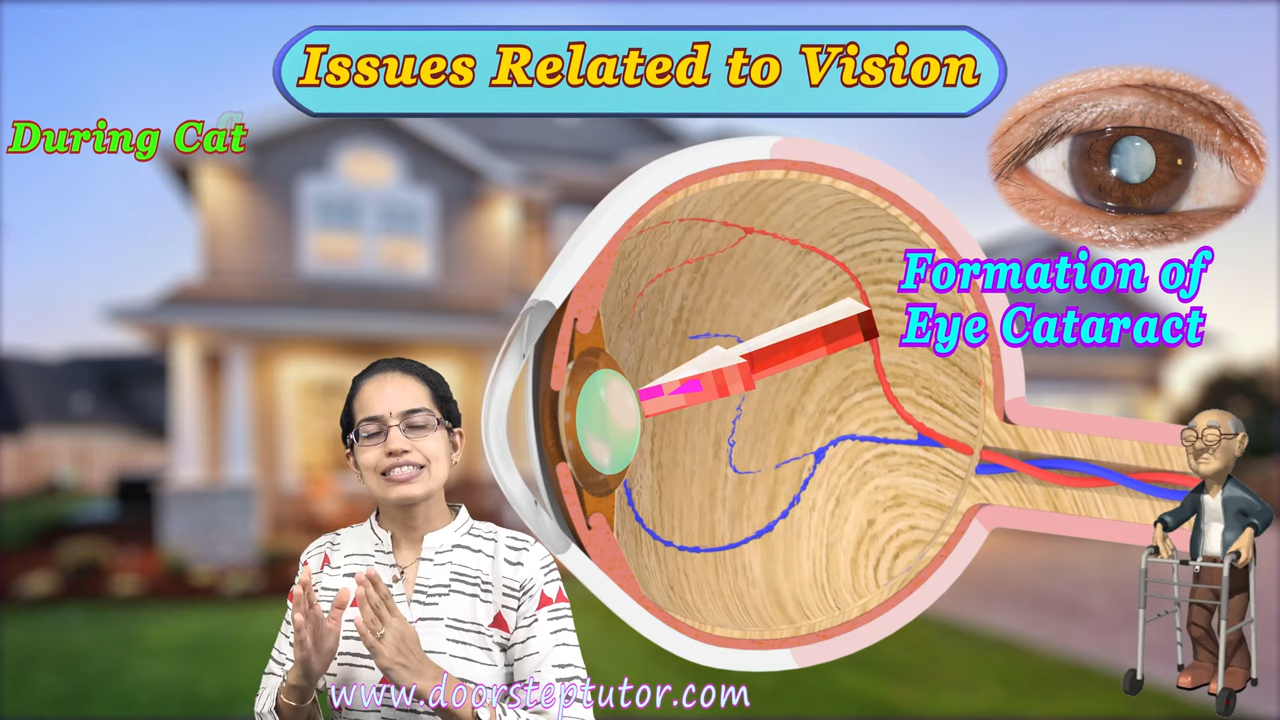 Issues Related to Vision
During Cat
Formation of
Eye Cataract
www.doorsteptutor.com